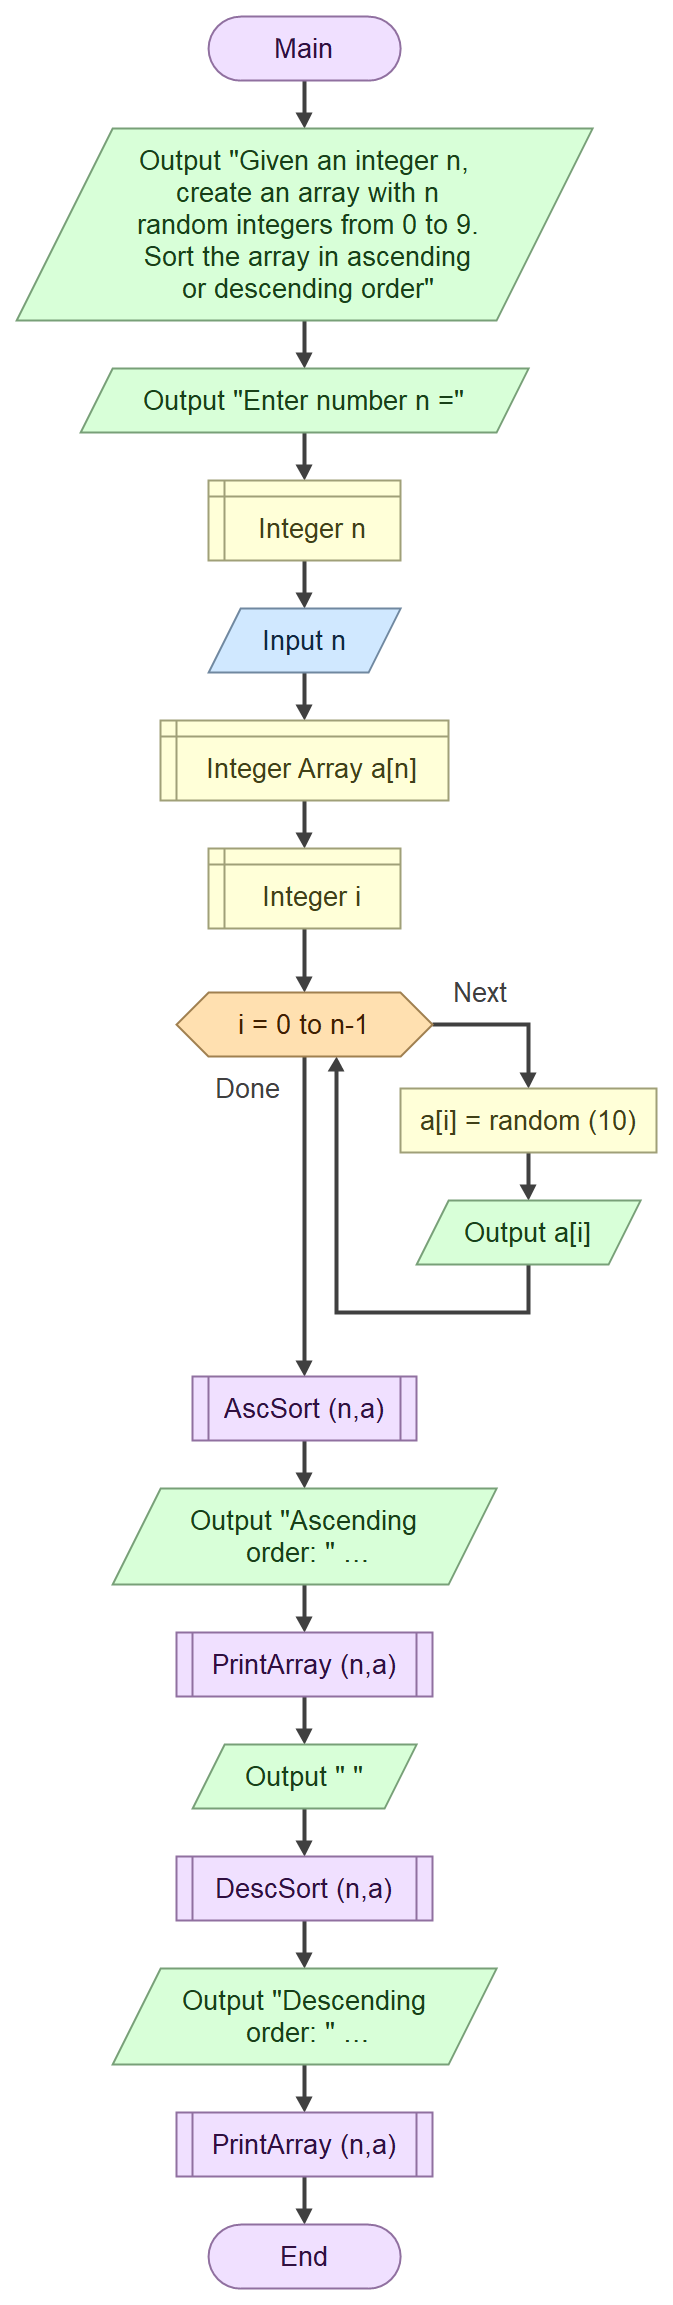 Main
Output "Given an integer n,
create an array with n
random integers from 0 to 9.
Sort the array in ascending
or descending order"
Output "Enter number n ="
Integer n
Input n
Integer Array a[n]
Integer i
i = 0 to n-1
Next
Done
a[i] = random (10)
Output a[i]
AscSort (n,a)
Output "Ascending
order: " ...
PrintArray (n,a)
Output " "
DescSort (n,a)
Output "Descending
order: " ...
PrintArray (n,a)
End